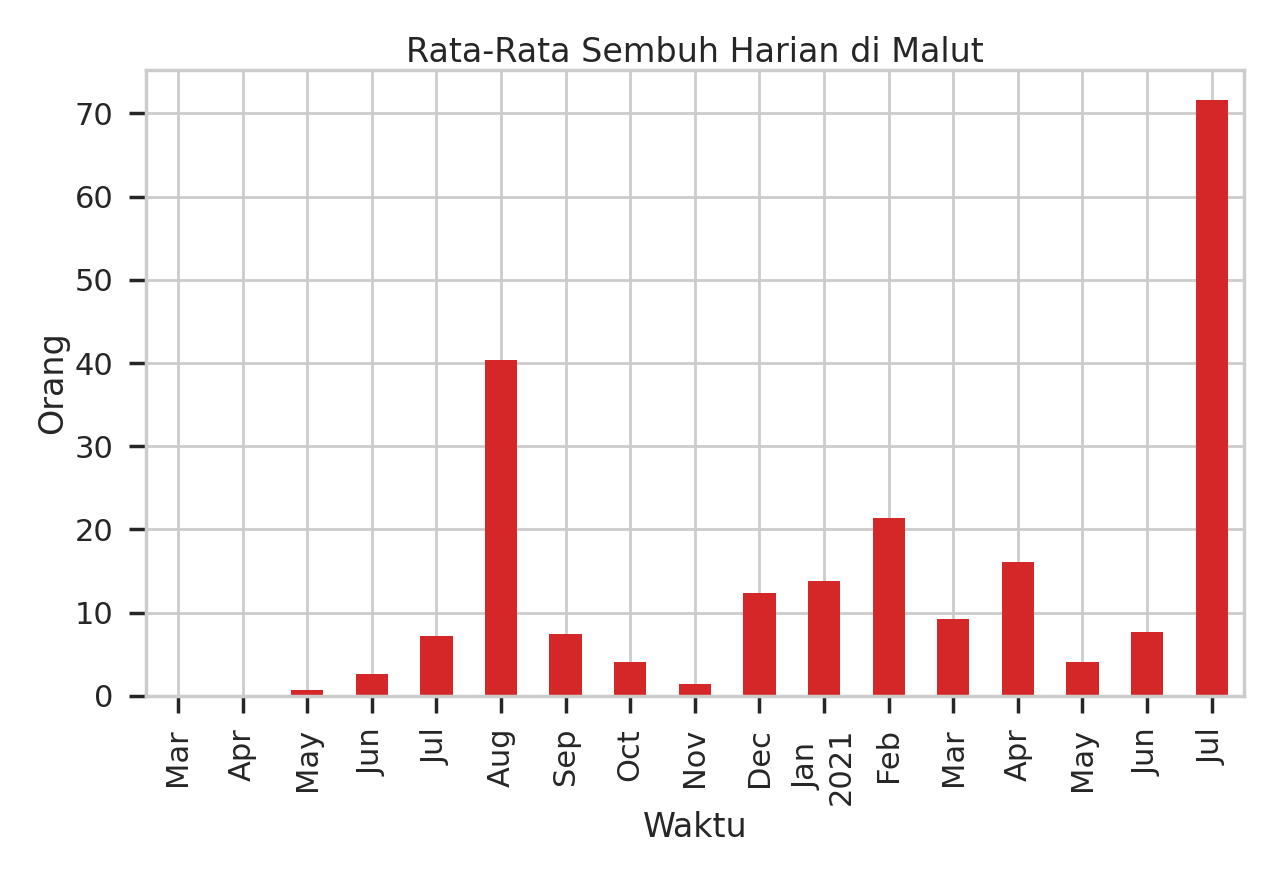 Rata-Rata Sembuh Harian di Malut
70
60
50
40
30
20
10
0
Orang
Mar
Apr
May
Jun
Jul
Aug
Sep
Oct
Nov
Dec
Jan
2021
Feb
Mar
Apr
May
Jun
Jul
Waktu